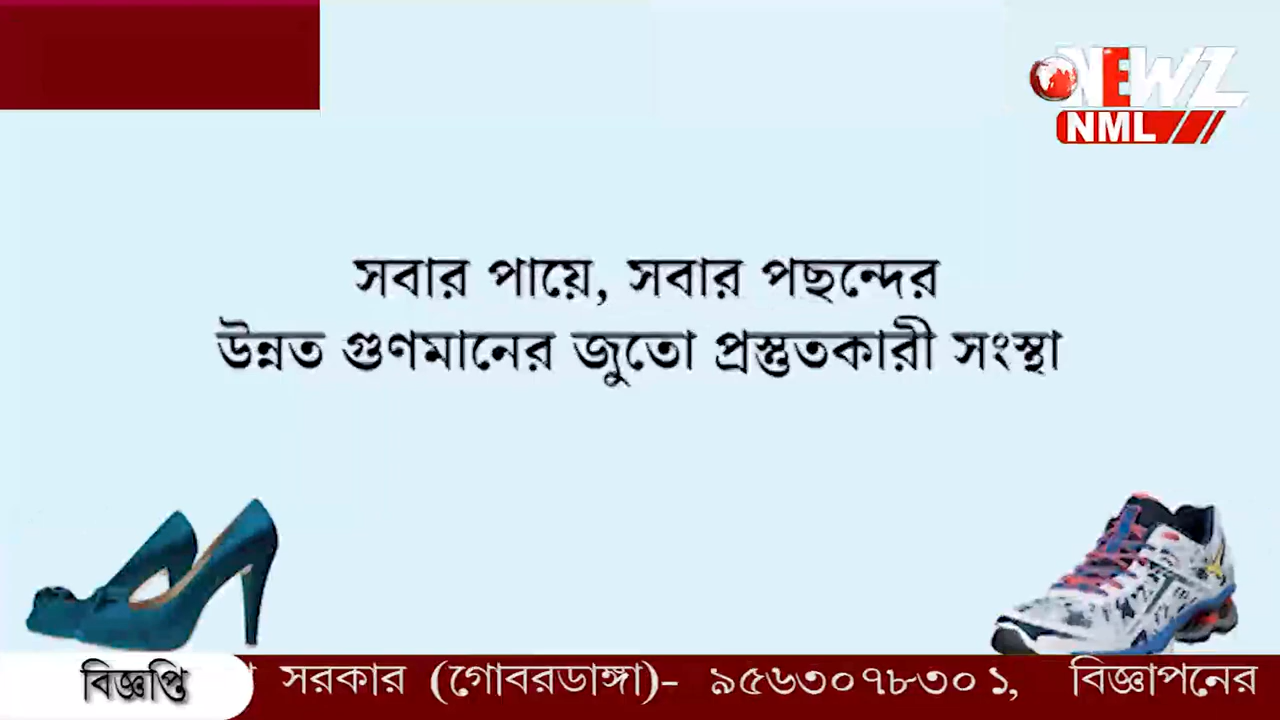 NEWZ
NML
সবার পায়ে, সবার পছন্দের
উন্নত গুণমানের জুতো প্রস্তুতকারী সংস্থা
বিজ্ঞপ্তি
সরকার (গোবরডাঙ্গা)- ৯৫৬৩০৭৮৩০১, বিজ্ঞাপনের